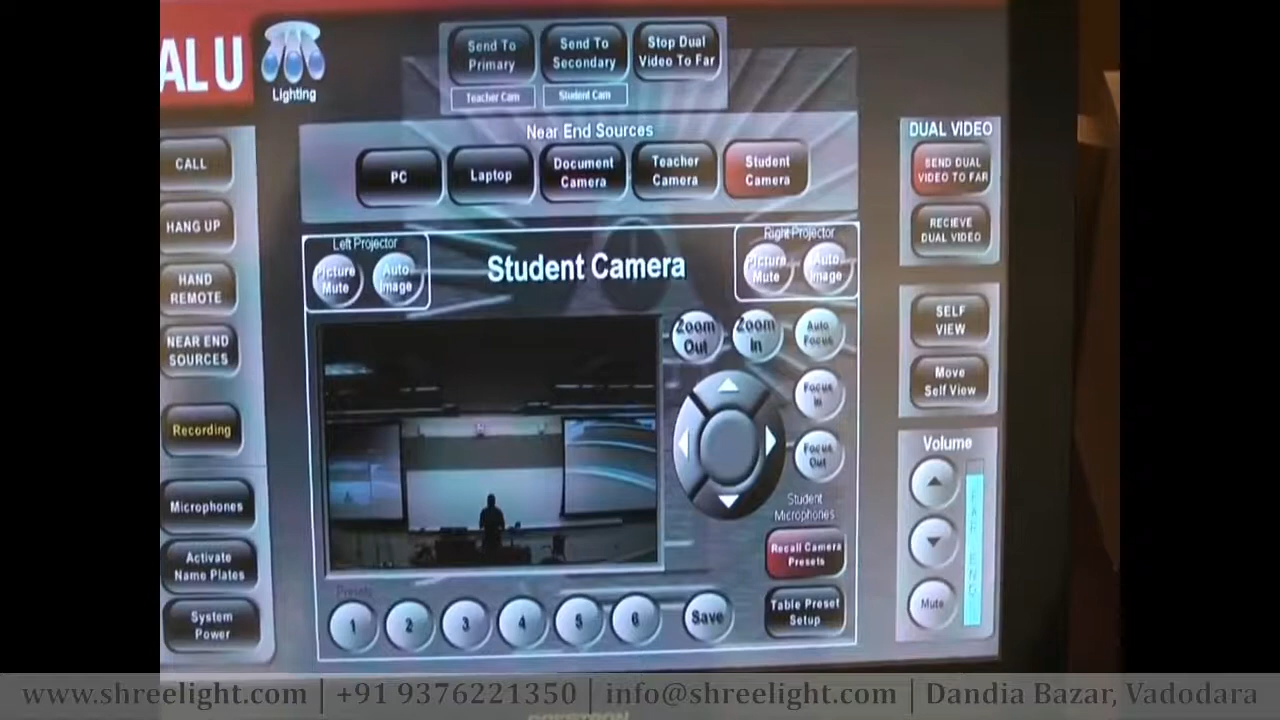 ALU
Lighting
Send To
Primary
Send To
Secondary
Stop Dual
Video To Far
Teacher Cam
Student Cam
Near End Sources
PC
Laptop
Document
Camera
Teacher
Camera
Student
Camera
DUAL VIDEO
SEND DUAL
VIDEO TO FAR
RECIEVE
DUAL VIDEO
CALL
HANG UP
HAND
REMOTE
NEAR END
SOURCES
Recording
Microphones
Activate
Name Plates
System
Power
Left Projector
Picture
Mute
Auto
Image
Student Camera
Right Projector
Picture
Mute
Auto
Image
Zoom
Out
Zoom
In
Auto
Focus
Focus
In
Focus
Out
Student
Microphones
Recall Camera
Presets
Table Preset
Setup
Presets
1
2
3
4
5
6
Save
SELF
VIEW
Move
Self View
Volume
Mute
www.shreelight.com | +91 9376221350 | info@shreelight.com | Dandia Bazar, Vadodara